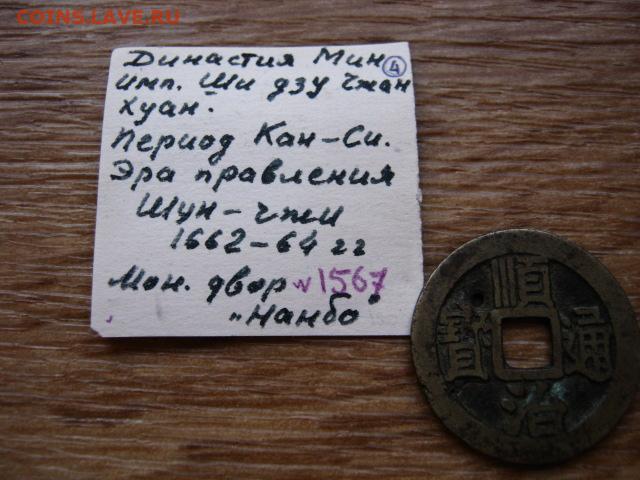 COINS.LAVE.RU
Династия Мин 4
имп. Ши дзу Чжан
Хуан.
Период Кан-Си.
Эра правления
Шун-чжи
1662-64 гг
Мон. двор №1567
"Нанбо"
順
寶 通
治